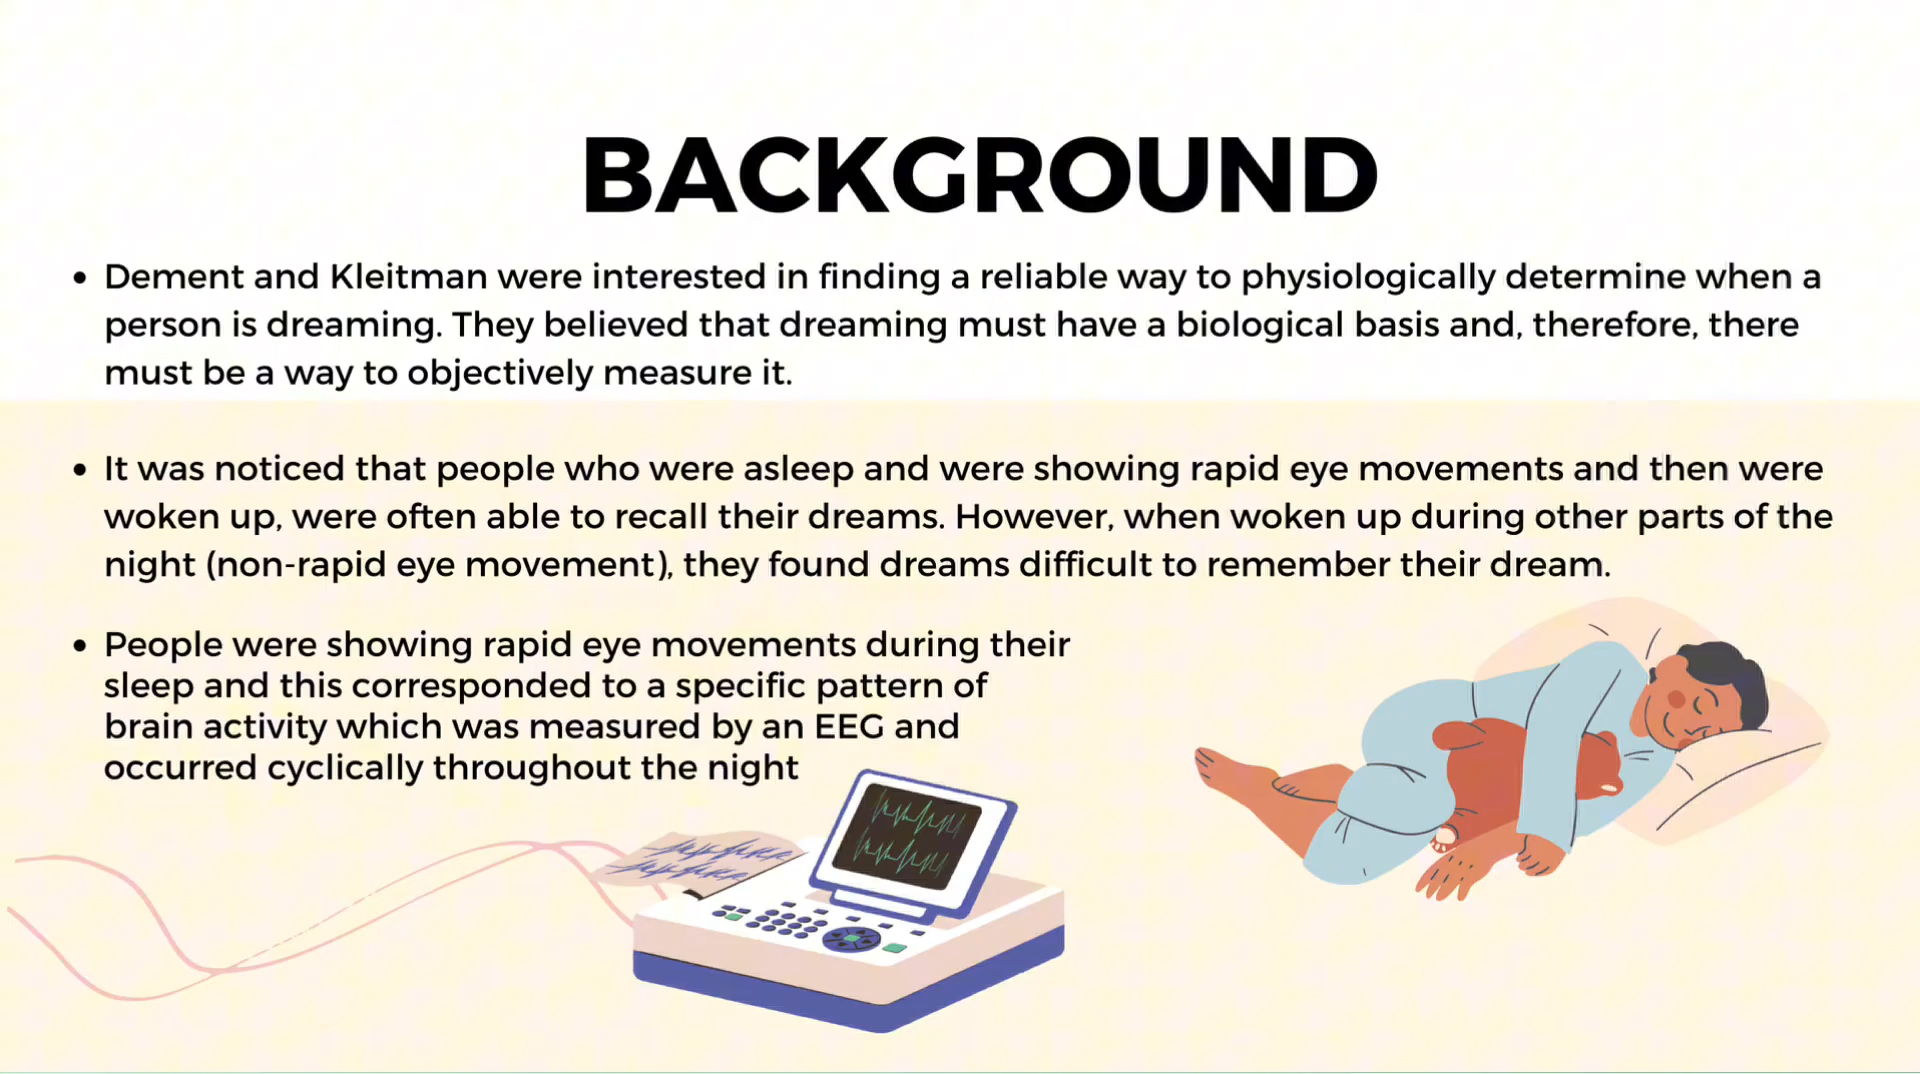 BACKGROUND
• Dement and Kleitman were interested in finding a reliable way to physiologically determine when a
person is dreaming. They believed that dreaming must have a biological basis and, therefore, there
must be a way to objectively measure it.
• It was noticed that people who were asleep and were showing rapid eye movements and then were
woken up, were often able to recall their dreams. However, when woken up during other parts of the
night (non-rapid eye movement), they found dreams difficult to remember their dream.
• People were showing rapid eye movements during their
sleep and this corresponded to a specific pattern of
brain activity which was measured by an EEG and
occurred cyclically throughout the night